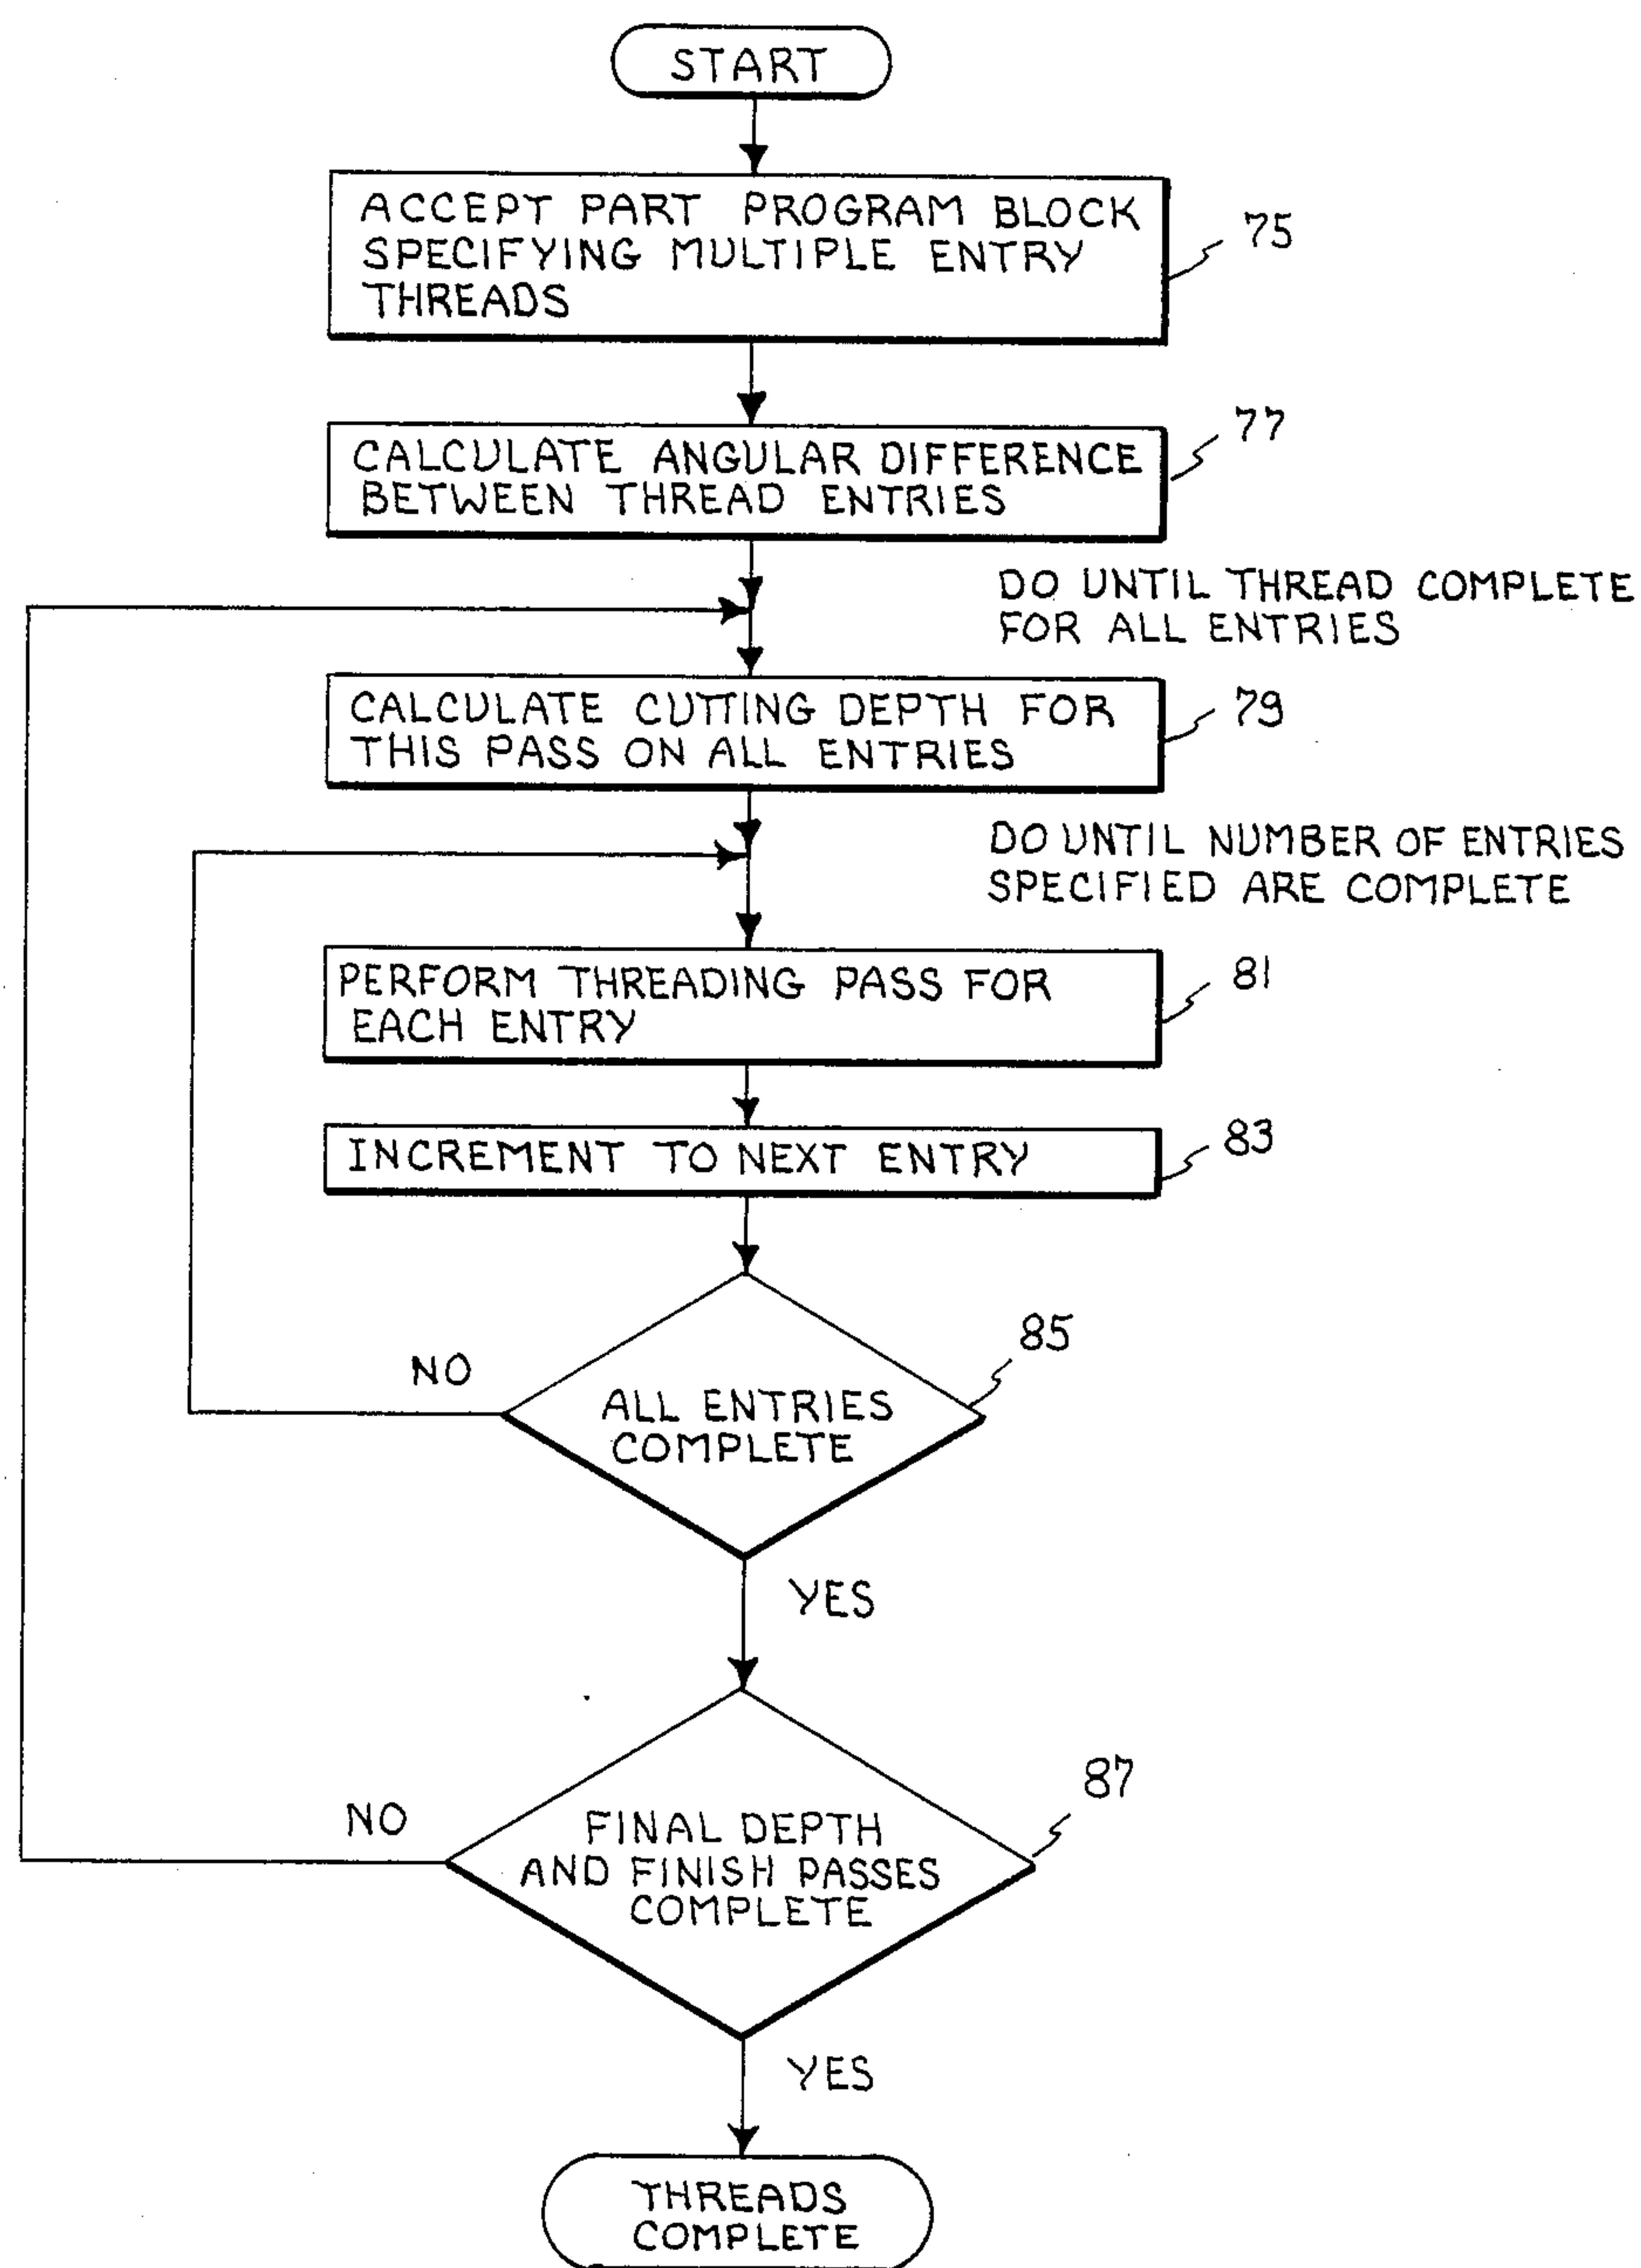 START
ACCEPT PART PROGRAM BLOCK
SPECIFYING MULTIPLE ENTRY
THREADS
75
CALCULATE ANGULAR DIFFERENCE
BETWEEN THREAD ENTRIES
77
DO UNTIL THREAD COMPLETE
FOR ALL ENTRIES
CALCULATE CUTTING DEPTH FOR
THIS PASS ON ALL ENTRIES
79
DO UNTIL NUMBER OF ENTRIES
SPECIFIED ARE COMPLETE
PERFORM THREADING PASS FOR
EACH ENTRY
81
INCREMENT TO NEXT ENTRY
83
85
NO
ALL ENTRIES
COMPLETE
YES
87
NO
FINAL DEPTH
AND FINISH PASSES
COMPLETE
YES
THREADS
COMPLETE